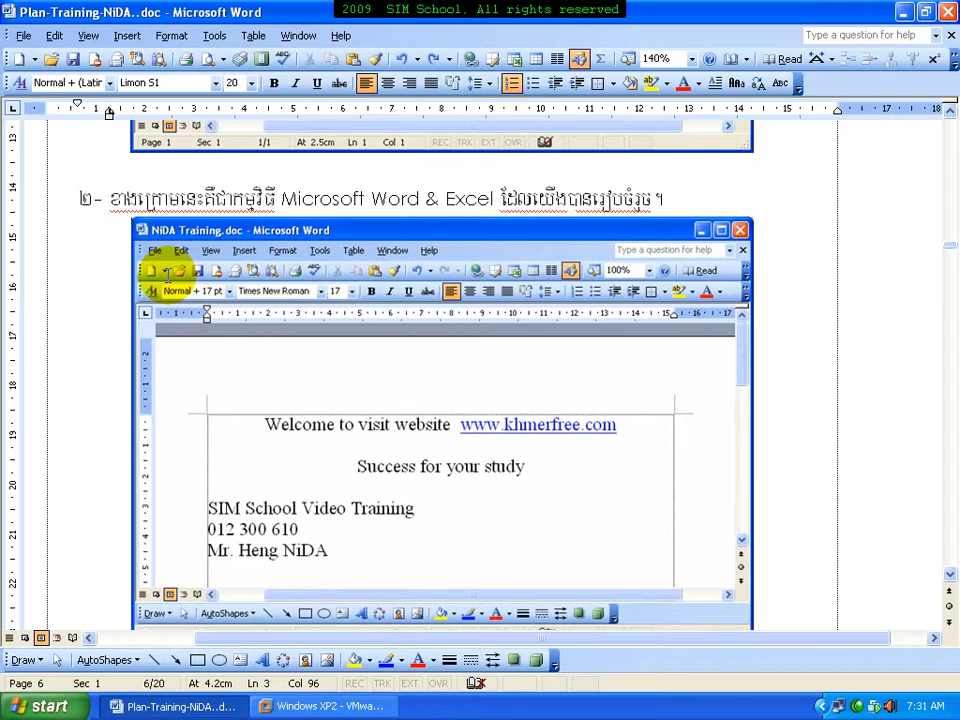 Plan-Training-NiDA..doc - Microsoft Word
2009 SIM School, All rights reserved
File Edit View Insert Format Tools Table Window Help
Type a question for help
140%
Read
Normal + (Latir
Limon S1
20
B I U abc
Page 1 Sec 1 1/1 At 2.5cm Ln 1 Col 1 REC TRK EXT OVR
២- ខាងក្រោមនេះគឺជាកម្មវិធី Microsoft Word & Excel ដែលយើងបានរៀបចំរួច។
NiDA Training.doc - Microsoft Word
File Edit View Insert Format Tools Table Window Help
Type a question for help
100%
Read
Normal + 17 pt
Times New Roman
17
B I U abc
Welcome to visit website www.khmerfree.com
Success for your study
SIM School Video Training
012 300 610
Mr. Heng NiDA
Draw AutoShapes
Draw AutoShapes
Page 6 Sec 1 6/20 At 4.2cm Ln 3 Col 96 REC TRK EXT OVR
start
Plan-Training-NiDA..d...
Windows XP2 - VMwa...
7:31 AM